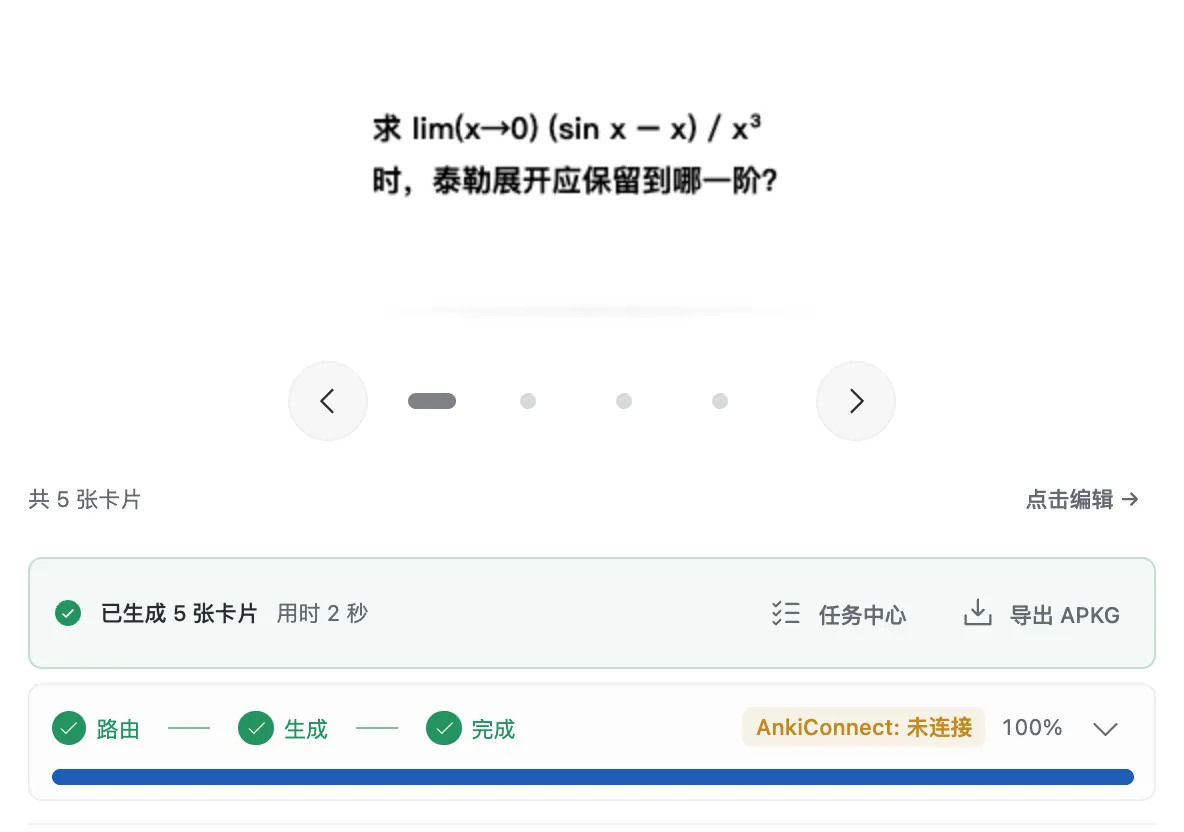 求 lim(x→0) (sin x − x) / x³
时，泰勒展开应保留到哪一阶?
共 5 张卡片
点击编辑 →
已生成 5 张卡片 用时 2 秒
任务中心
导出 APKG
路由
生成
完成
AnkiConnect: 未连接
100%